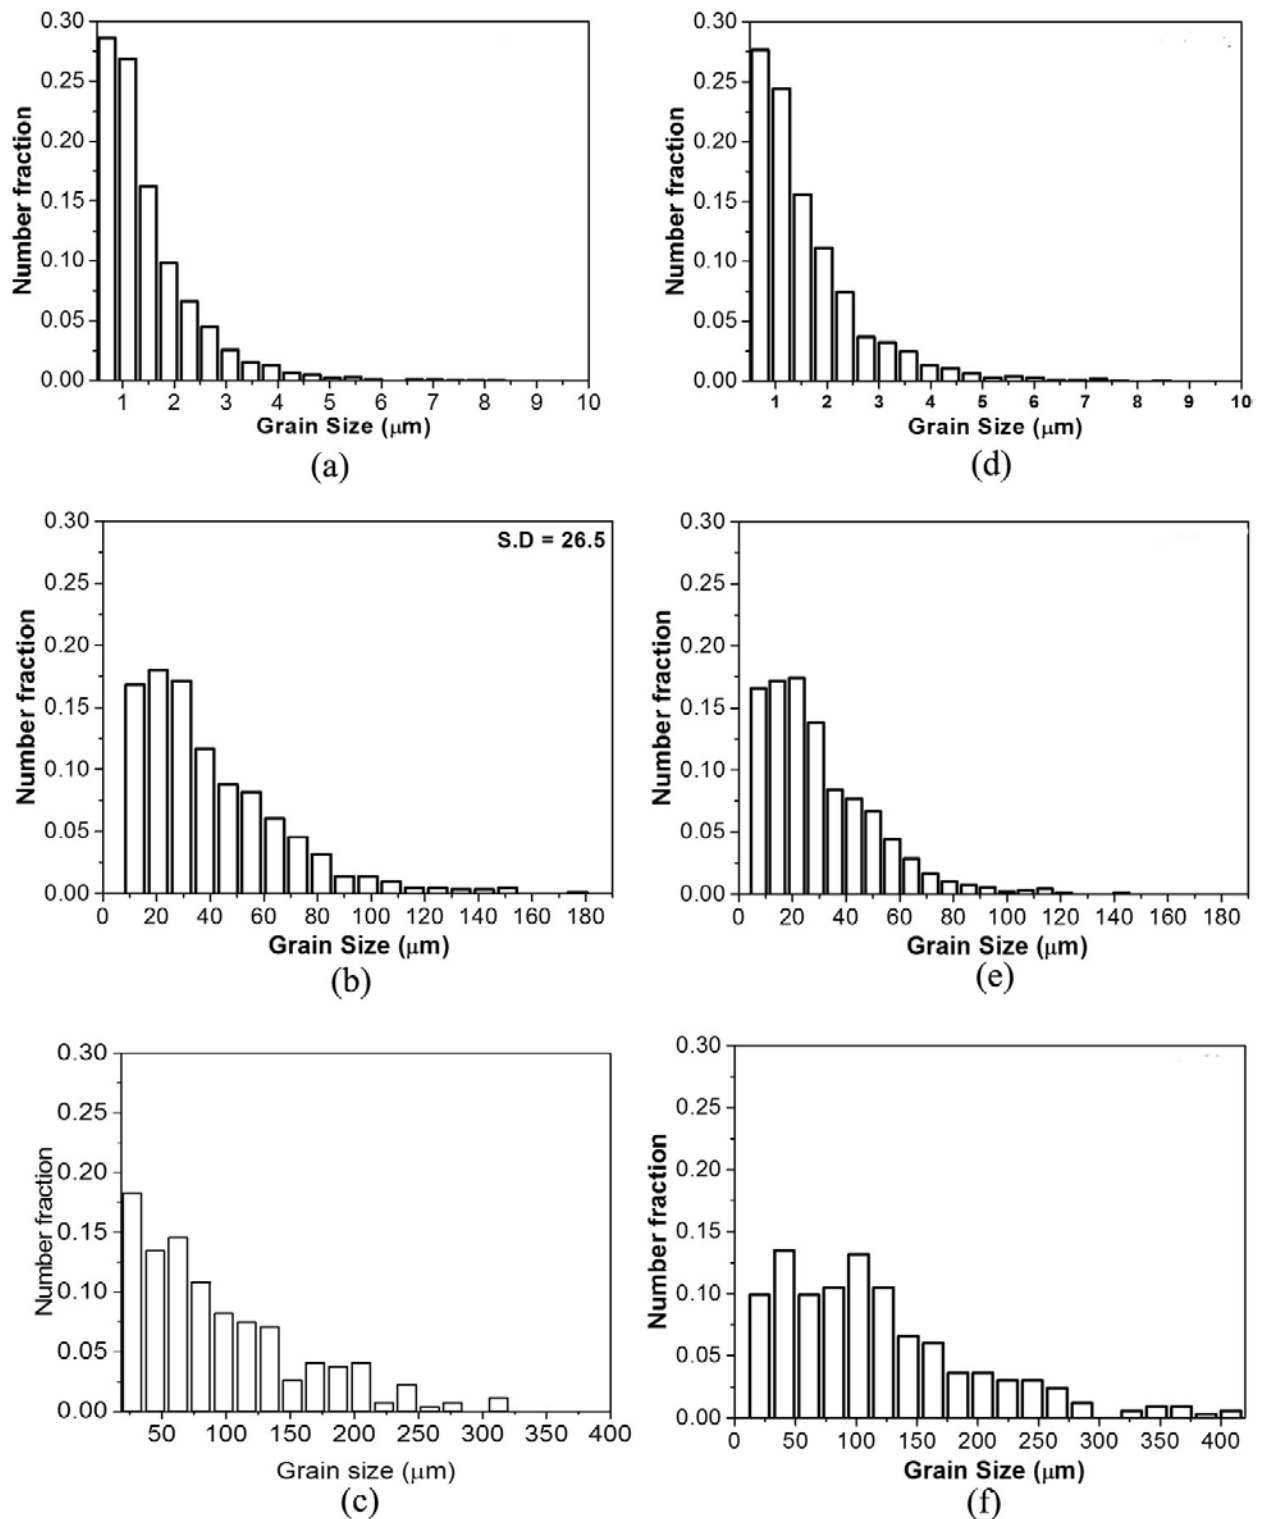 0.30
0.25
0.20
0.15
0.10
0.05
0.00
Number fraction
1 2 3 4 5 6 7 8 9 10
Grain Size (μm)
(a)
0.30
0.25
0.20
0.15
0.10
0.05
0.00
Number fraction
1 2 3 4 5 6 7 8 9 10
Grain Size (μm)
(d)
0.30
0.25
0.20
0.15
0.10
0.05
0.00
Number fraction
S.D = 26.5
0 20 40 60 80 100 120 140 160 180
Grain Size (μm)
(b)
0.30
0.25
0.20
0.15
0.10
0.05
0.00
Number fraction
0 20 40 60 80 100 120 140 160 180
Grain Size (μm)
(e)
0.30
0.25
0.20
0.15
0.10
0.05
0.00
Number fraction
50 100 150 200 250 300 350 400
Grain size (μm)
(c)
0.30
0.25
0.20
0.15
0.10
0.05
0.00
Number fraction
0 50 100 150 200 250 300 350 400
Grain Size (μm)
(f)